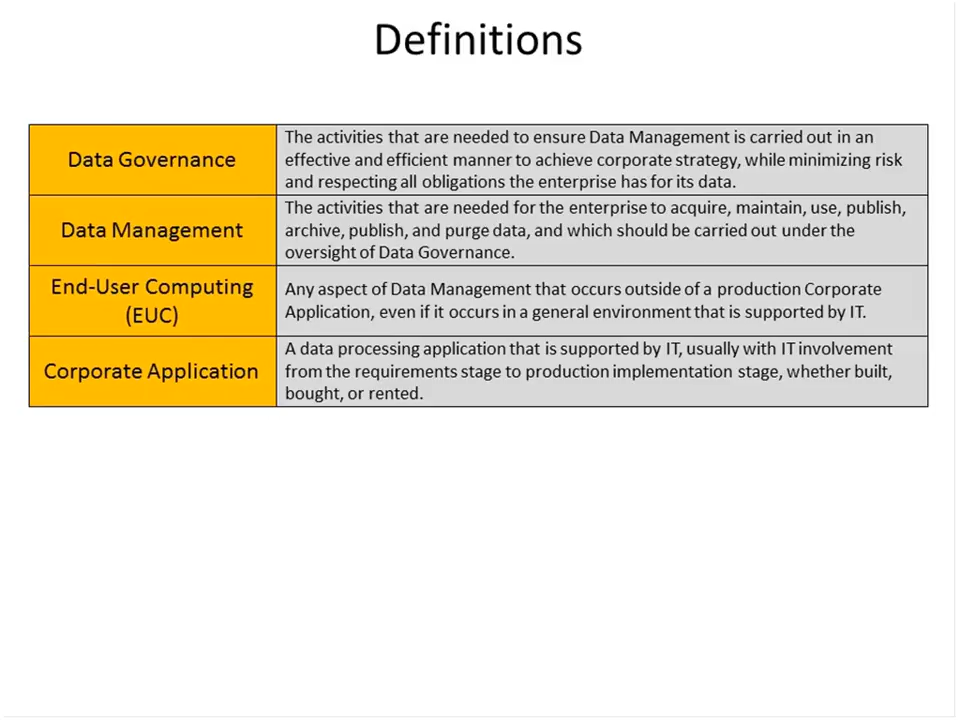 Definitions
Data Governance
The activities that are needed to ensure Data Management is carried out in an
effective and efficient manner to achieve corporate strategy, while minimizing risk
and respecting all obligations the enterprise has for its data.
Data Management
The activities that are needed for the enterprise to acquire, maintain, use, publish,
archive, publish, and purge data, and which should be carried out under the
oversight of Data Governance.
End-User Computing
(EUC)
Any aspect of Data Management that occurs outside of a production Corporate
Application, even if it occurs in a general environment that is supported by IT.
Corporate Application
A data processing application that is supported by IT, usually with IT involvement
from the requirements stage to production implementation stage, whether built,
bought, or rented.